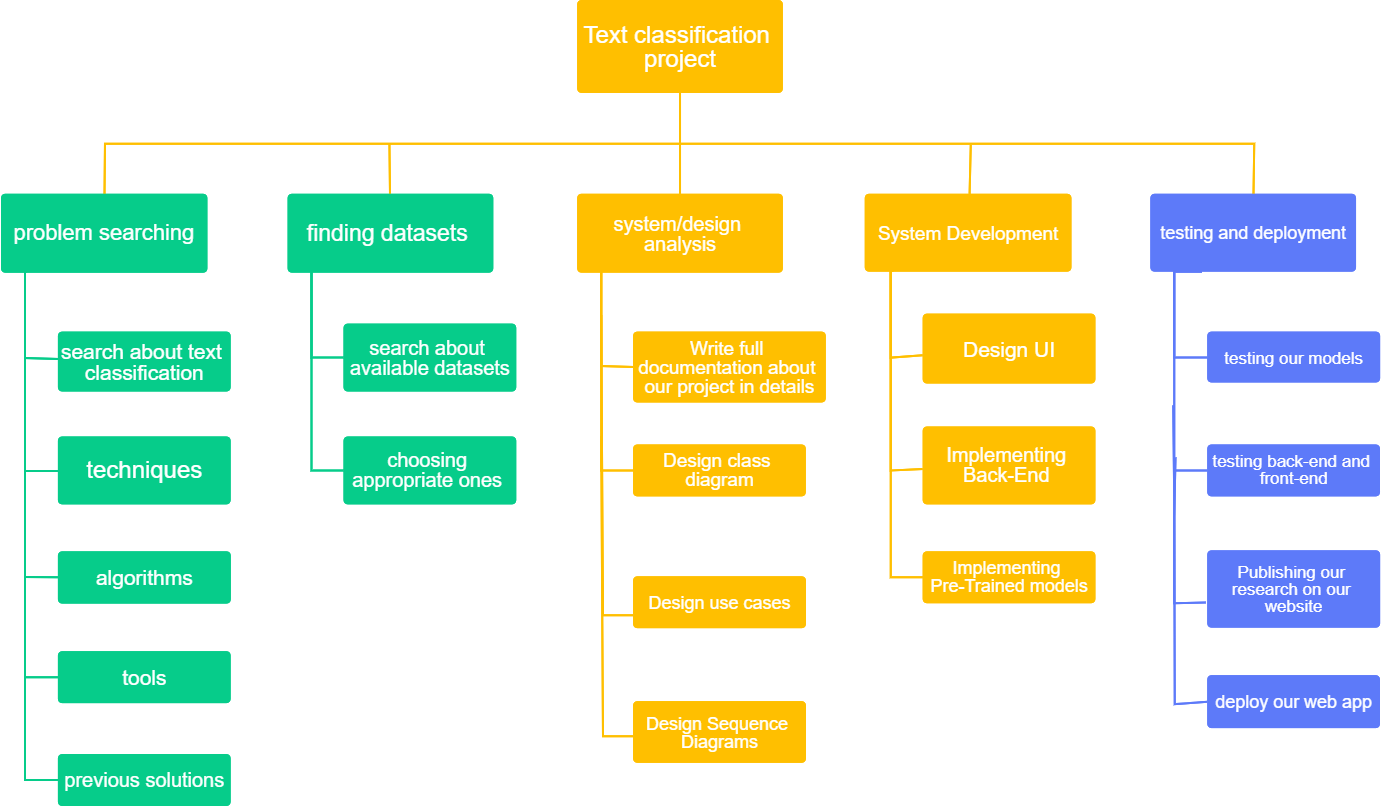 Text classification
project
problem searching
finding datasets
system/design
analysis
System Development
testing and deployment
search about text
classification
techniques
algorithms
tools
previous solutions
search about
available datasets
choosing
appropriate ones
Write full
documentation about
our project in details
Design class
diagram
Design use cases
Design Sequence
Diagrams
Design UI
Implementing
Back-End
Implementing
Pre-Trained models
testing our models
testing back-end and
front-end
Publishing our
research on our
website
deploy our web app